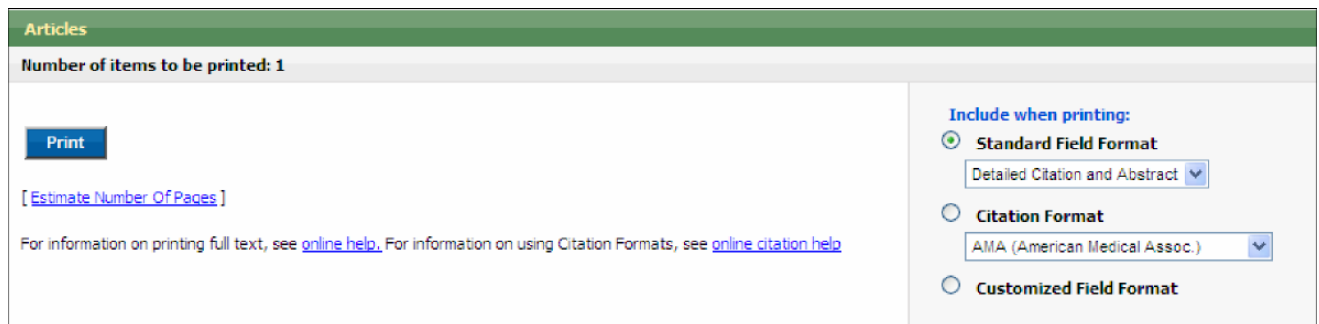 Articles
Number of items to be printed: 1
Print
[ Estimate Number Of Pages ]
For information on printing full text, see online help. For information on using Citation Formats, see online citation help
Include when printing:
Standard Field Format
Detailed Citation and Abstract
Citation Format
AMA (American Medical Assoc.)
Customized Field Format